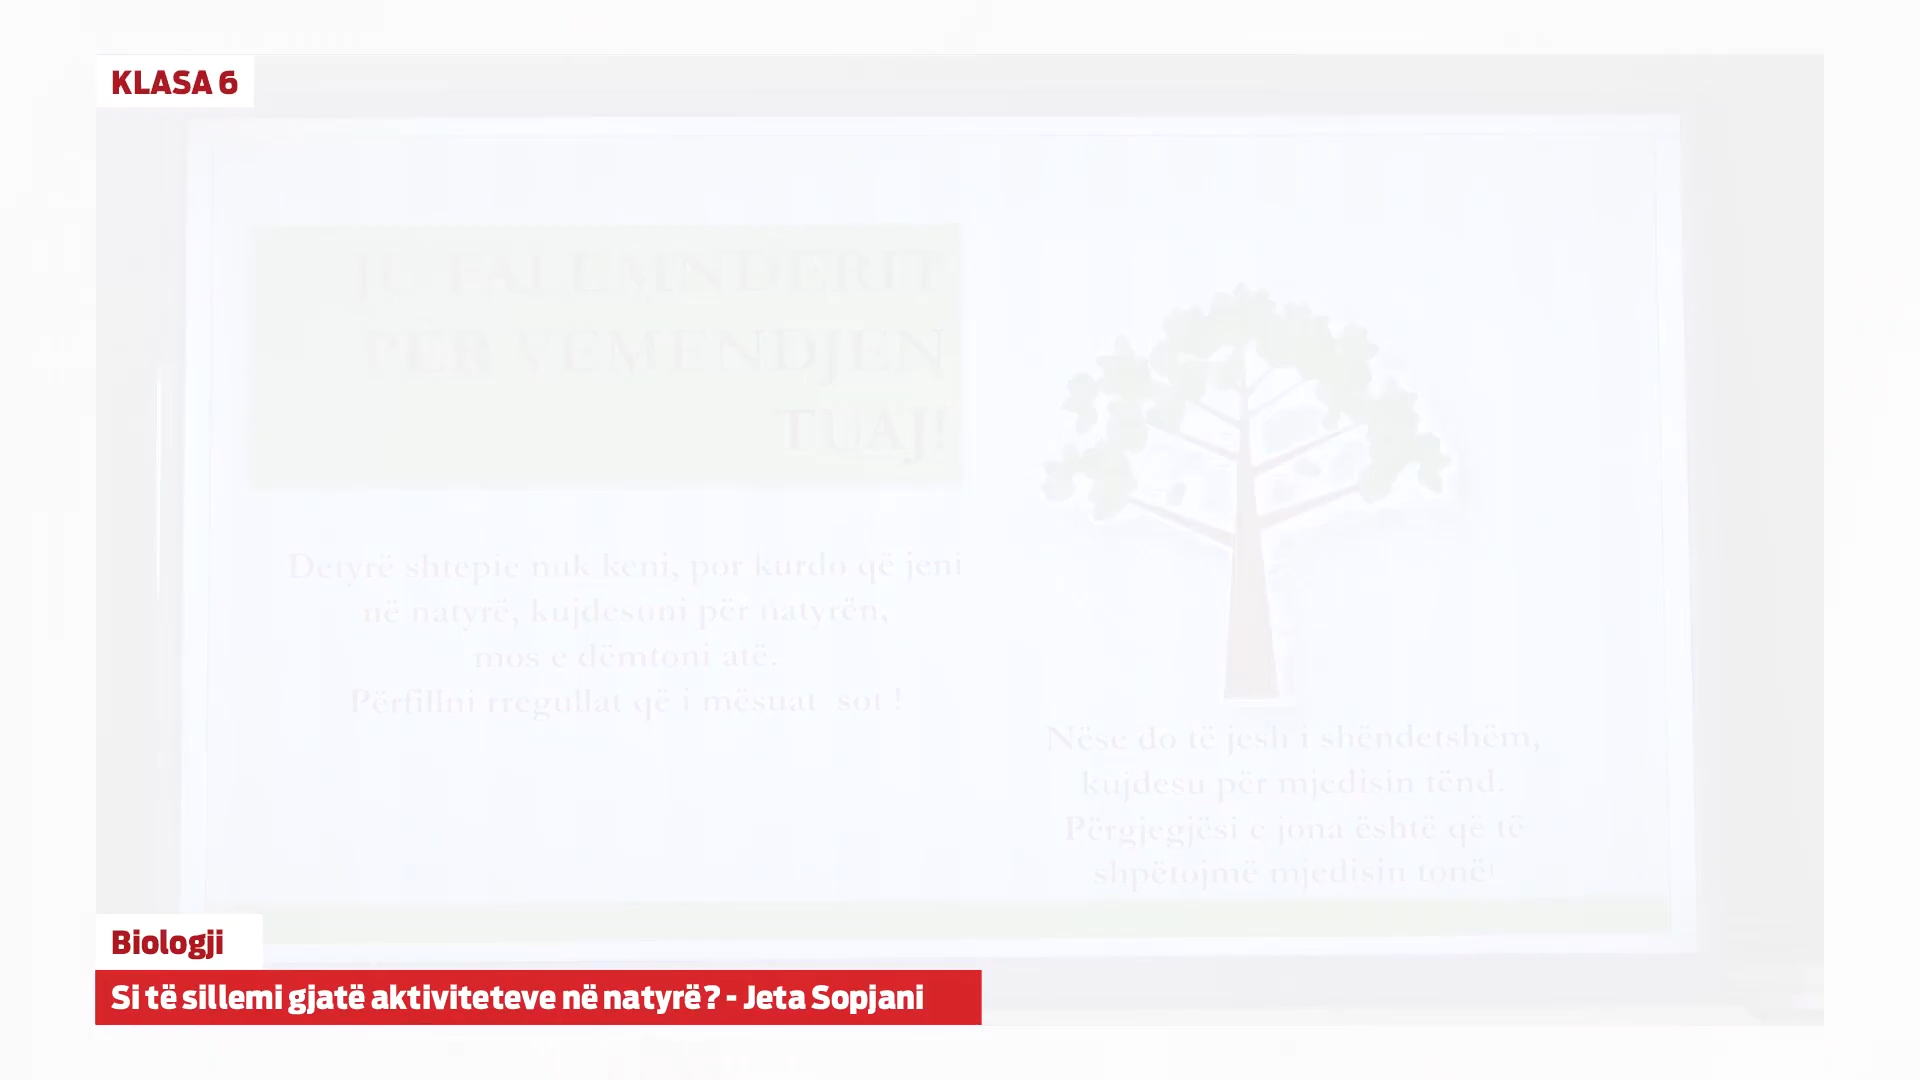 KLASA 6
JU FALEMNDERIT
PËR VEMENDJEN
TUAJ!
Detyrë shtepie nuk keni, por kurdo që jeni
në natyrë, kujdesuni për natyrën,
mos e dëmtoni atë.
Përfillni rregullat që i mësuat sot !
Nëse do të jesh i shëndetshëm,
kujdesu për mjedisin tënd.
Përgjegjësi e jona është që të
shpëtojmë mjedisin tonë!
Biologji
Si të sillemi gjatë aktiviteteve në natyrë? - Jeta Sopjani